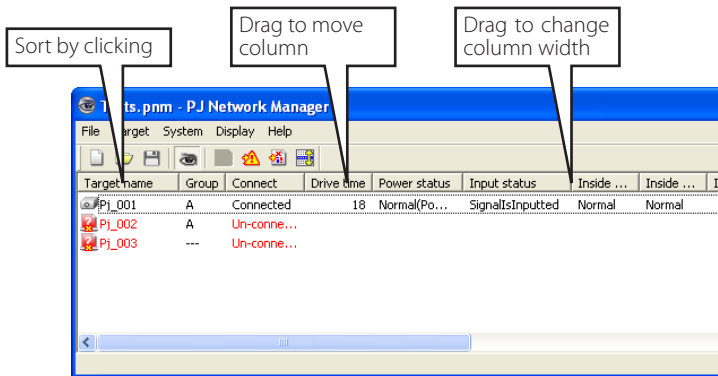 Sort by clicking
Drag to move
column
Drag to change
column width
ts.pnm - PJ Network Manager
File Target System Display Help
Target name Group Connect Drive time Power status Input status Inside ... Inside ... I
Pj_001 A Connected 18 Normal(Po... SignalIsInputted Normal Normal
Pj_002 A Un-conne...
Pj_003 --- Un-conne...